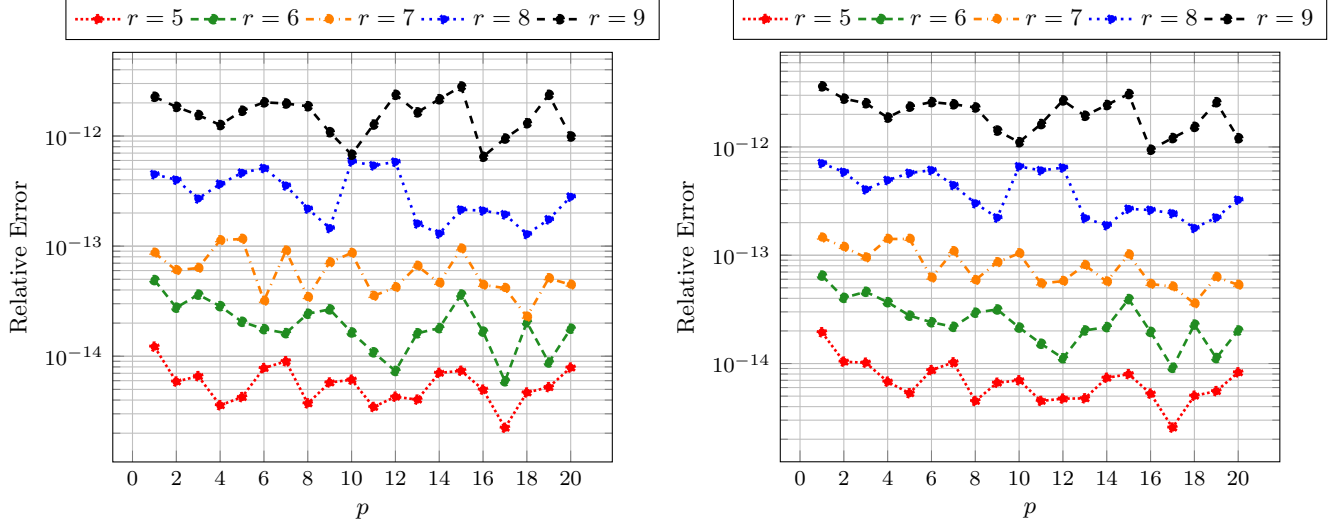 r = 5 r = 6 r = 7 r = 8 r = 9
10⁻¹²
10⁻¹³
10⁻¹⁴
Relative Error
0 2 4 6 8 10 12 14 16 18 20
p
r = 5 r = 6 r = 7 r = 8 r = 9
10⁻¹²
10⁻¹³
10⁻¹⁴
Relative Error
0 2 4 6 8 10 12 14 16 18 20
p